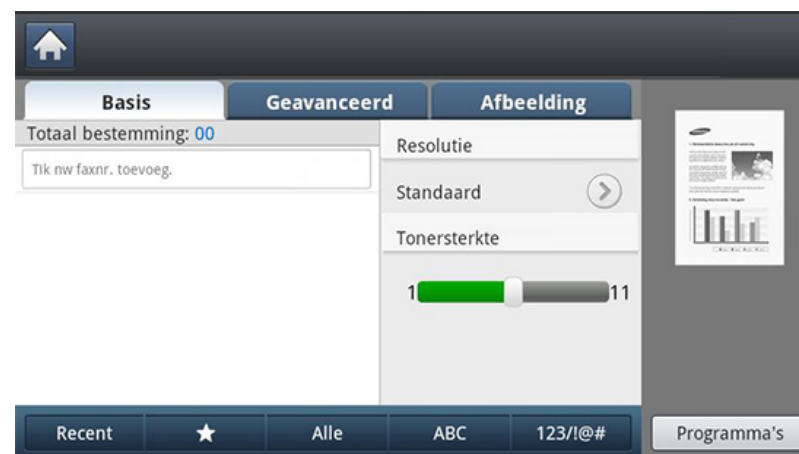 Basis
Geavanceerd
Afbeelding
Totaal bestemming: 00
Tik nw faxnr. toevoeg.
Resolutie
Standaard
Tonersterkte
1
11
Recent
★
Alle
ABC
123/!@#
Programma's